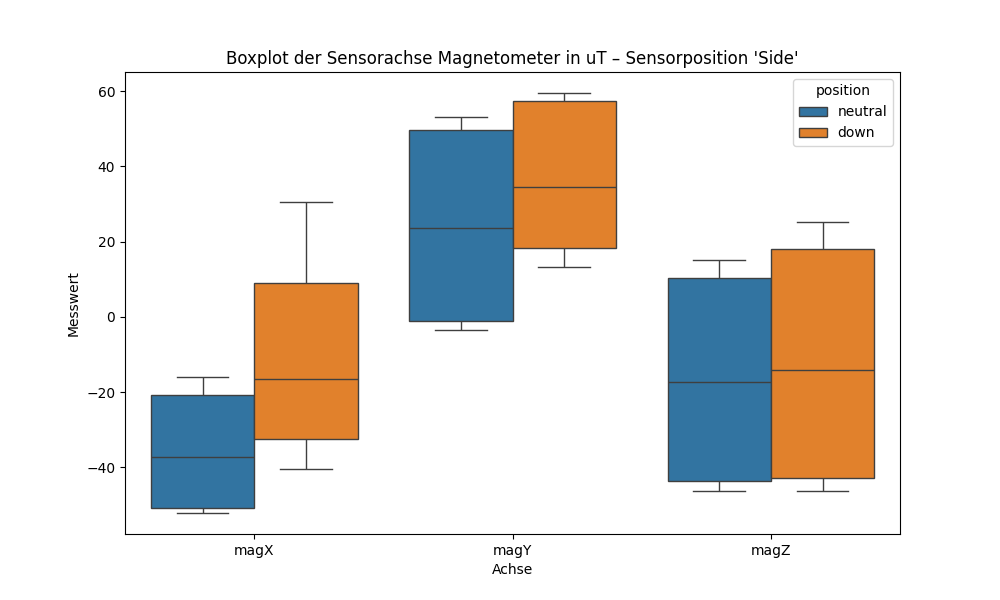 Boxplot der Sensorachse Magnetometer in uT – Sensorposition 'Side'
position
neutral
down
60
40
20
0
−20
−40
Messwert
magX
magY
magZ
Achse